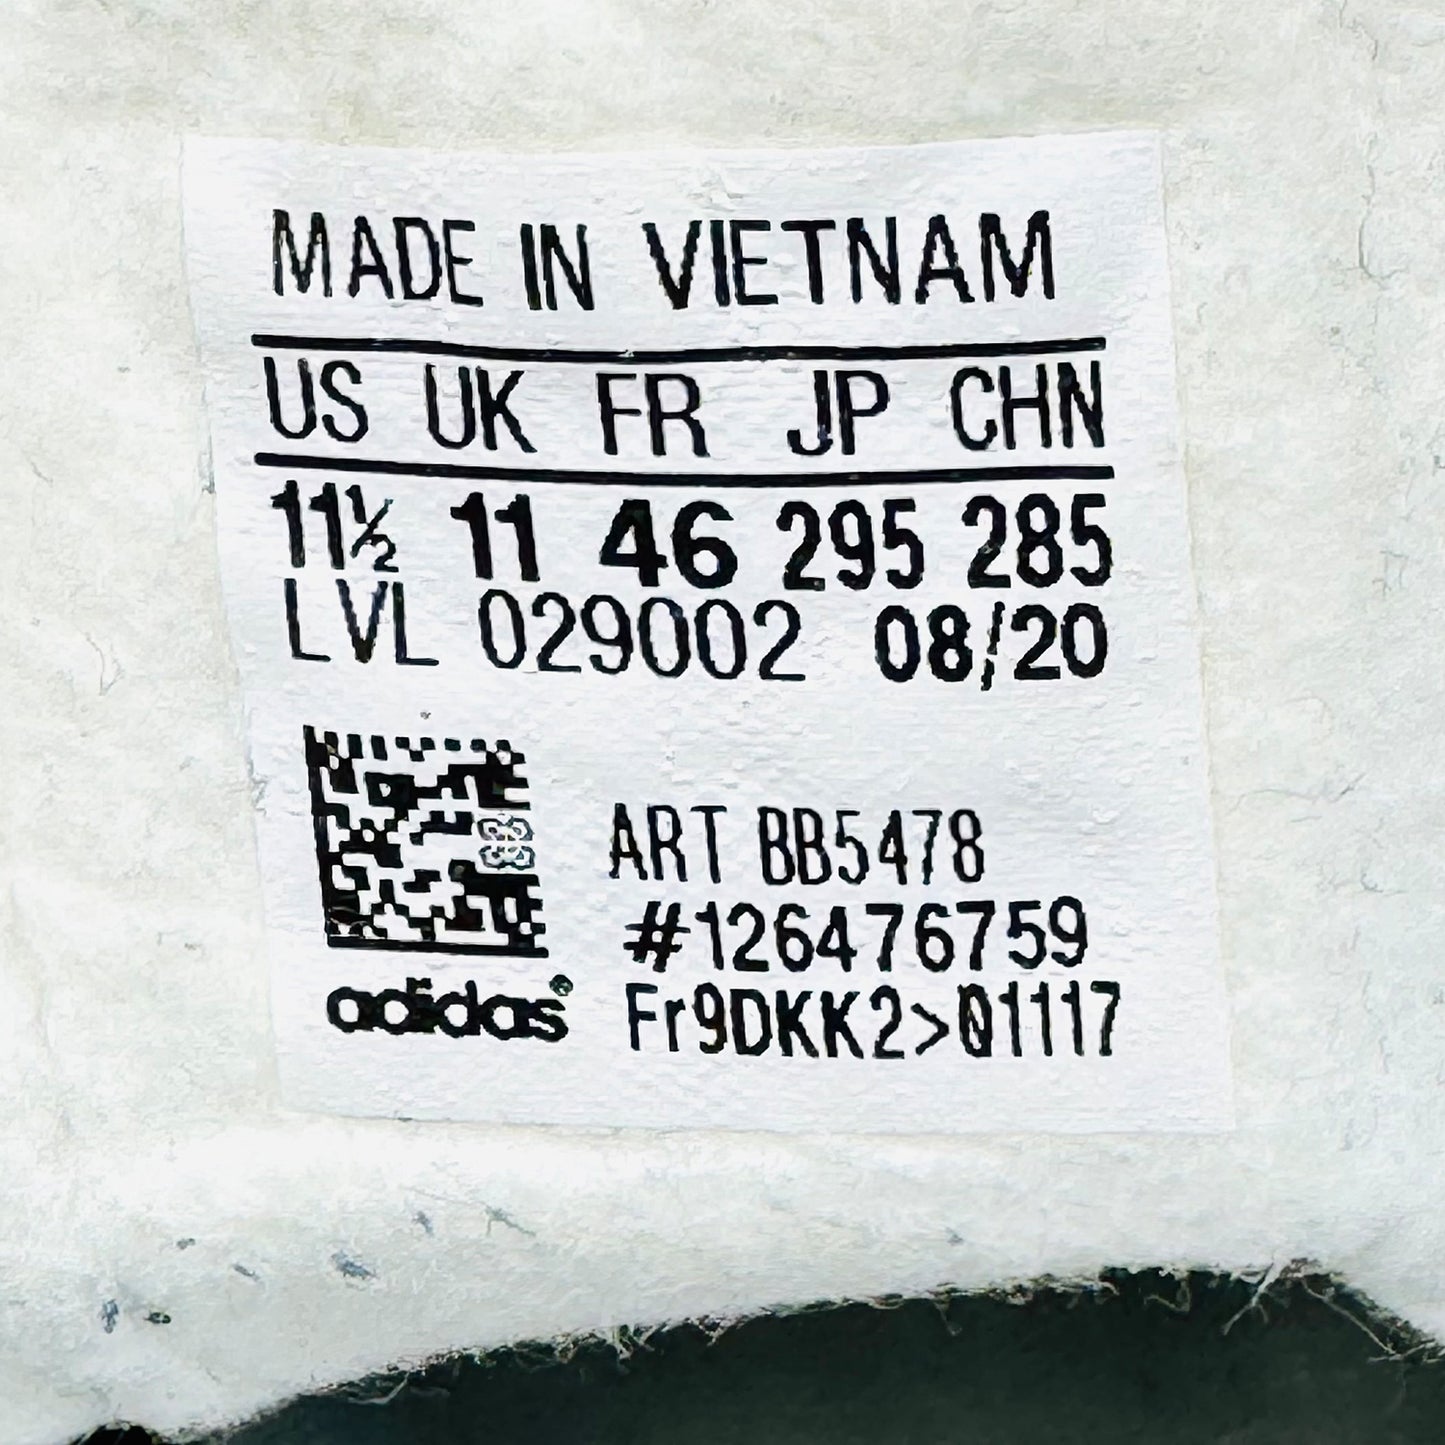 MADE IN VIETNAM
US UK FR JP CHN
11½ 11 46 295 285
LVL 029002 08/20
ART BB5478
#126476759
adidas® Fr9DKK2>01117